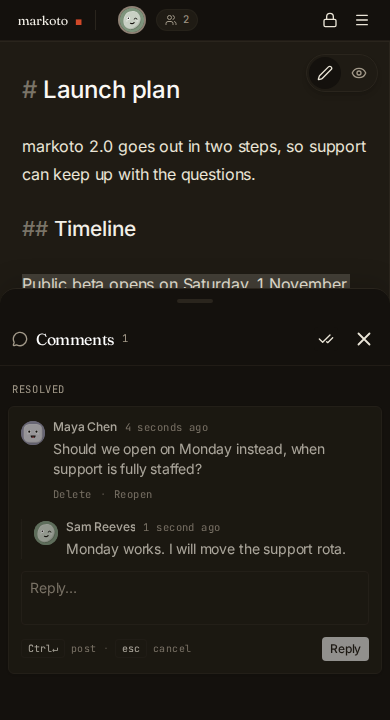 markoto
2
# Launch plan
markoto 2.0 goes out in two steps, so support
can keep up with the questions.
## Timeline
Public beta opens on Saturday, 1 November,
Comments 1
RESOLVED
Maya Chen 4 seconds ago
Should we open on Monday instead, when
support is fully staffed?
Delete · Reopen
Sam Reeves 1 second ago
Monday works. I will move the support rota.
Reply...
Ctrl↵ post · esc cancel
Reply